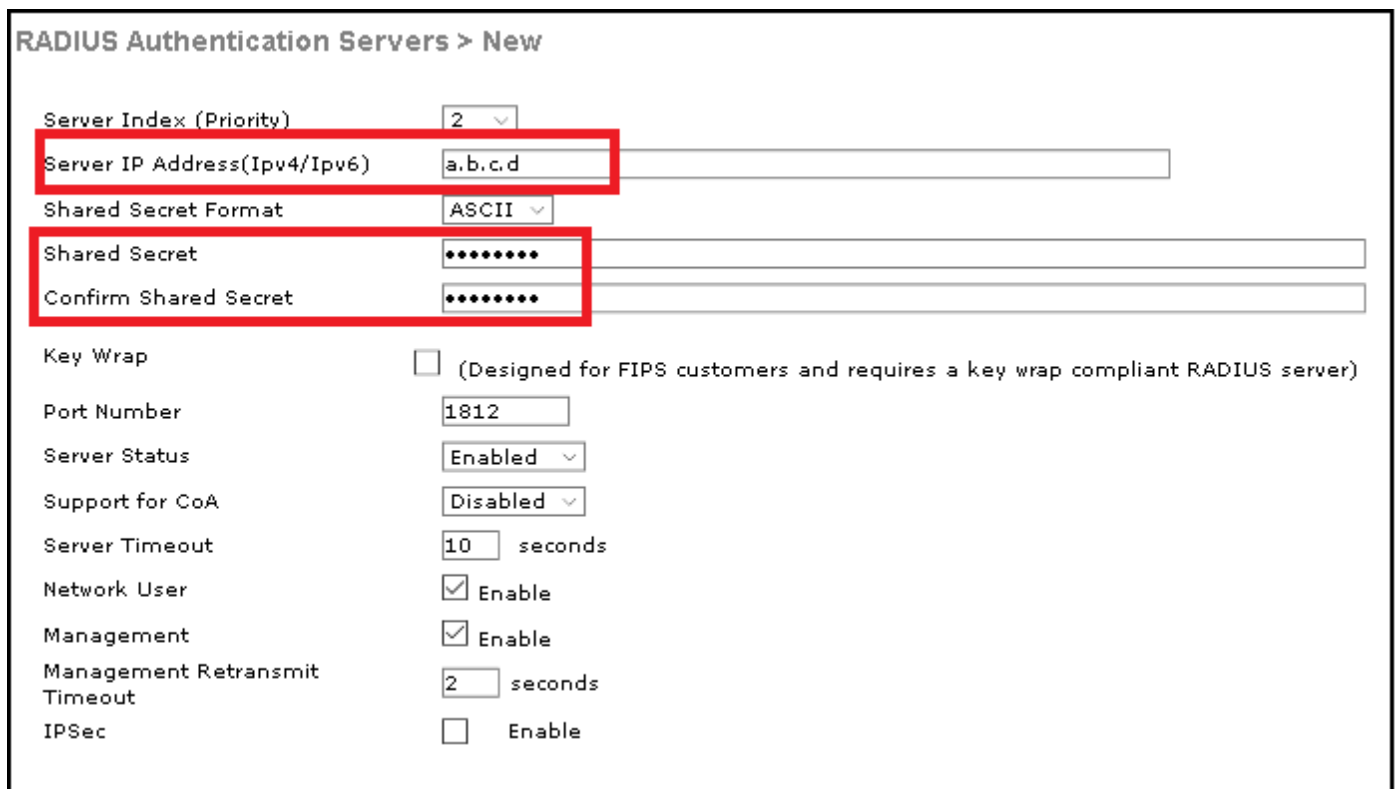 RADIUS Authentication Servers > New
Server Index (Priority) 2
Server IP Address(Ipv4/Ipv6) a.b.c.d
Shared Secret Format ASCII
Shared Secret ••••••••
Confirm Shared Secret ••••••••
Key Wrap (Designed for FIPS customers and requires a key wrap compliant RADIUS server)
Port Number 1812
Server Status Enabled
Support for CoA Disabled
Server Timeout 10 seconds
Network User Enable
Management Enable
Management Retransmit
Timeout 2 seconds
IPSec Enable